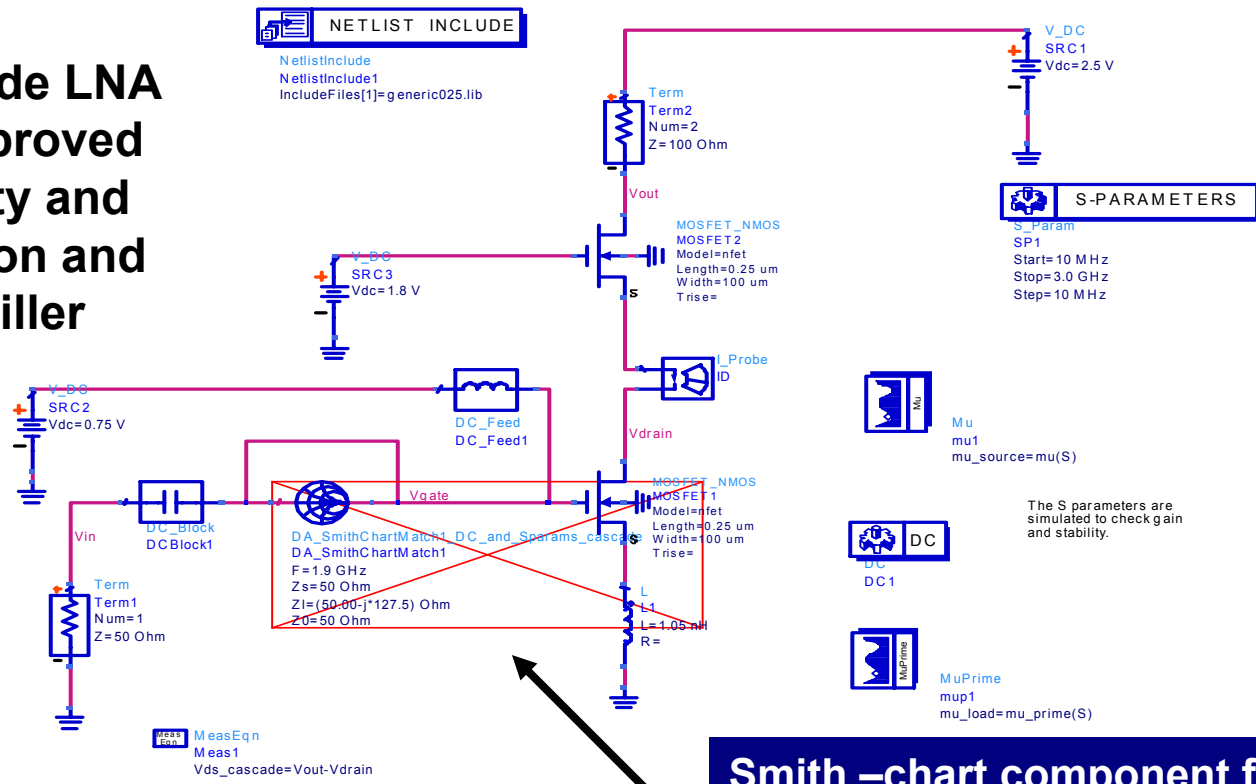 de LNA
proved
ty and
on and
iller
NETLIST INCLUDE
NetlistInclude
NetlistInclude1
IncludeFiles[1]=generic025.lib
V_DC
SRC1
Vdc=2.5 V
Term
Term2
Num=2
Z=100 Ohm
Vout
S-PARAMETERS
S_Param
SP1
Start=10 MHz
Stop=3.0 GHz
Step=10 MHz
MOSFET_NMOS
MOSFET2
Model=nfet
Length=0.25 um
Width=100 um
Trise=
S
V_DC
SRC3
Vdc=1.8 V
I_Probe
ID
V_DC
SRC2
Vdc=0.75 V
DC_Feed
DC_Feed1
Vdrain
Mu
Mu
mu1
mu_source=mu(S)
Vgate
MOSFET_NMOS
MOSFET1
Model=nfet
Length=0.25 um
Width=100 um
Trise=
S
DC_Block
DCBlock1
Vin
DA_SmithChartMatch1_DC_and_Sparams_cascade
DA_SmithChartMatch1
F=1.9 GHz
Zs=50 Ohm
Zl=(50.00-j*127.5) Ohm
Z0=50 Ohm
The S parameters are
simulated to check gain
and stability.
DC
DC
DC1
Term
Term1
Num=1
Z=50 Ohm
L
L1
L=1.05 nH
R=
MuPrime
MuPrime
mup1
mu_load=mu_prime(S)
Meas
Eqn
MeasEqn
Meas1
Vds_cascade=Vout-Vdrain
Smith –chart component f